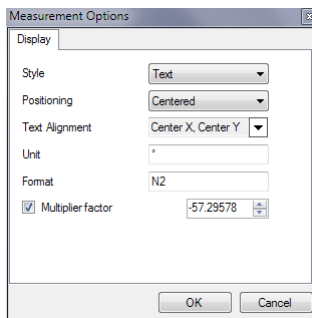 Measurement Options
Display
Style Text
Positioning Centered
Text Alignment Center X, Center Y
Unit °
Format N2
Multiplier factor -57.29578
OK Cancel